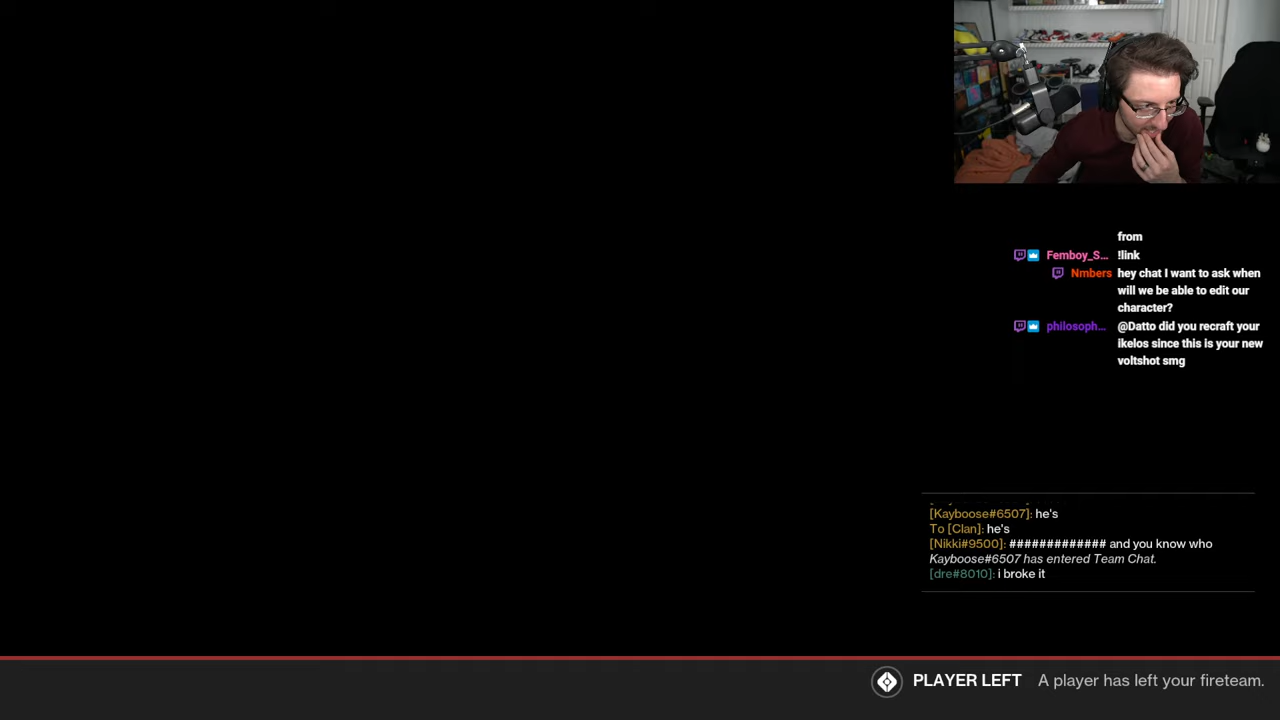 from
Femboy_S... !link
Nmbers hey chat I want to ask when
will we be able to edit our
character?
philosoph... @Datto did you recraft your
ikelos since this is your new
voltshot smg
[Kayboose#6507]: he's
To [Clan]: he's
[Nikki#9500]: ############# and you know who
Kayboose#6507 has entered Team Chat.
[dre#8010]: i broke it
PLAYER LEFT A player has left your fireteam.